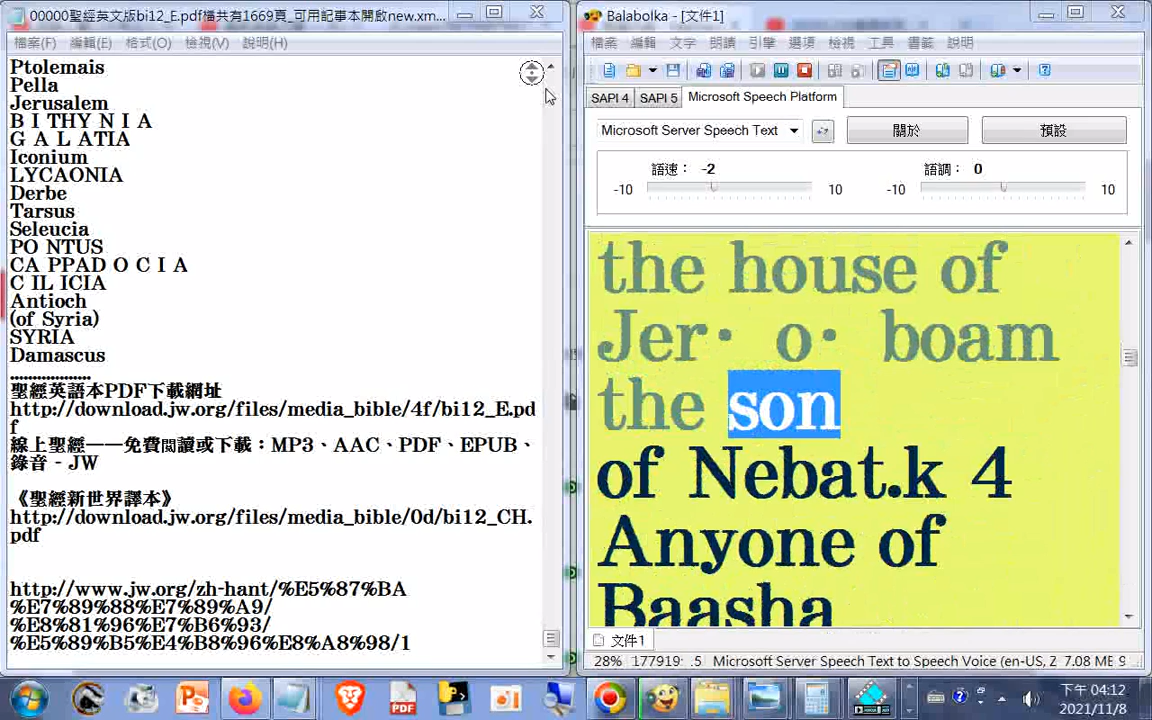 00000聖經英文版bi12_E.pdf檔共有1669頁_可用記事本開啟new.xm...
檔案(F) 編輯(E) 格式(O) 檢視(V) 說明(H)
Ptolemais
Pella
Jerusalem
B I THY N I A
G A L ATIA
Iconium
LYCAONIA
Derbe
Tarsus
Seleucia
PO NTUS
CA PPAD O C I A
C IL ICIA
Antioch
(of Syria)
SYRIA
Damascus
..................
聖經英語本PDF下載網址
http://download.jw.org/files/media_bible/4f/bi12_E.pd
f
線上聖經——免費閱讀或下載：MP3、AAC、PDF、EPUB、
錄音 - JW
《聖經新世界譯本》
http://download.jw.org/files/media_bible/0d/bi12_CH.
pdf
http://www.jw.org/zh-hant/%E5%87%BA
%E7%89%88%E7%89%A9/
%E8%81%96%E7%B6%93/
%E5%89%B5%E4%B8%96%E8%A8%98/1
Balabolka - [文件1]
檔案 編輯 文字 朗讀 引擎 選項 檢視 工具 書籤 說明
SAPI 4 SAPI 5 Microsoft Speech Platform
Microsoft Server Speech Text 關於 預設
語速： -2 語調： 0
-10 10 -10 10
the house of
Jer· o· boam
the son
of Nebat.k 4
Anyone of
Baasha
文件1
28% 177919: .5 Microsoft Server Speech Text to Speech Voice (en-US, Z 7.08 MB 9
PDF
下午 04:12
2021/11/8